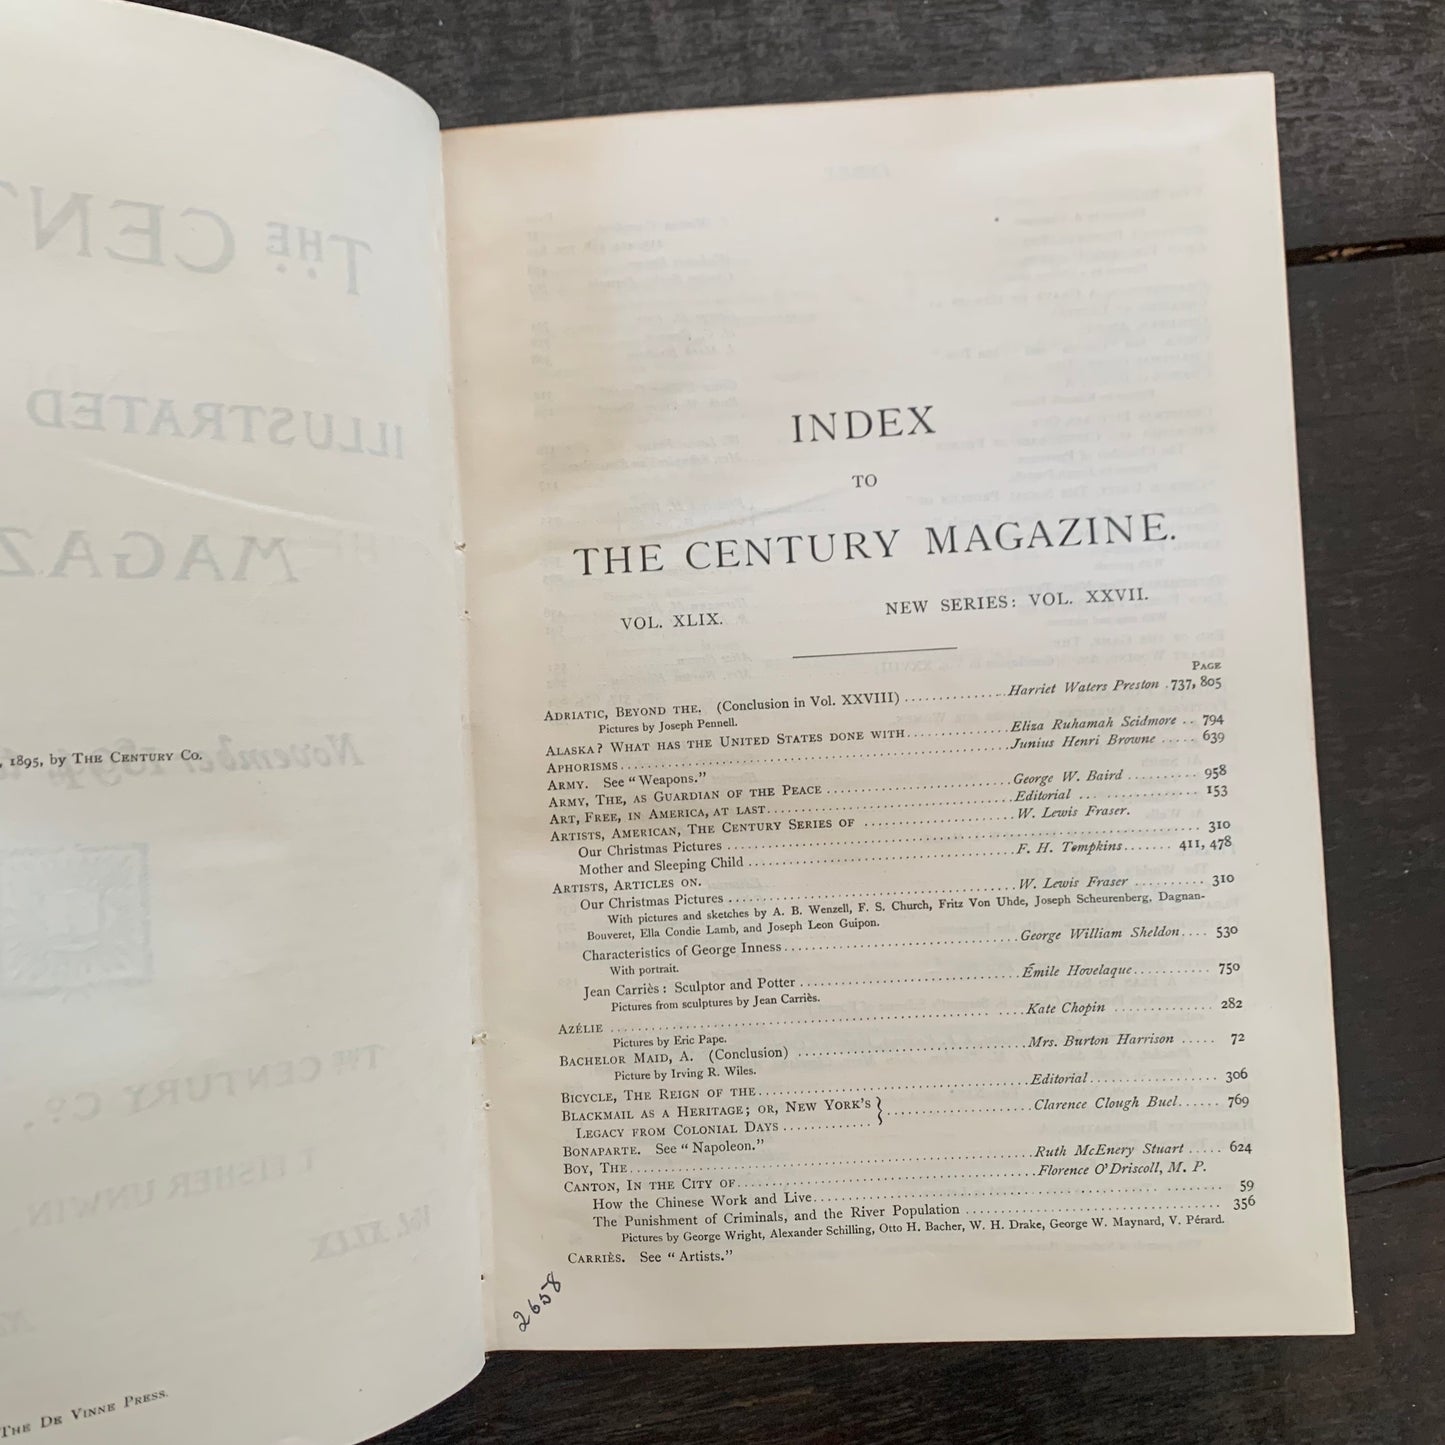 , 1895, by THE CENTURY CO.
THE DE VINNE PRESS.
INDEX
TO
THE CENTURY MAGAZINE.
VOL. XLIX. NEW SERIES: VOL. XXVII.
PAGE
ADRIATIC, BEYOND THE. (Conclusion in Vol. XXVIII) .............. Harriet Waters Preston . 737, 805
Pictures by Joseph Pennell.
ALASKA? WHAT HAS THE UNITED STATES DONE WITH .............. Eliza Ruhamah Scidmore .. 794
APHORISMS .............. Junius Henri Browne ..... 639
ARMY. See "Weapons."
ARMY, THE, AS GUARDIAN OF THE PEACE .............. George W. Baird .......... 958
ART, FREE, IN AMERICA, AT LAST .............. Editorial ... ............. 153
ARTISTS, AMERICAN, THE CENTURY SERIES OF .............. W. Lewis Fraser.
Our Christmas Pictures .............. 310
Mother and Sleeping Child .............. F. H. Tompkins ....... 411, 478
ARTISTS, ARTICLES ON.
Our Christmas Pictures .............. W. Lewis Fraser .......... 310
With pictures and sketches by A. B. Wenzell, F. S. Church, Fritz Von Uhde, Joseph Scheurenberg, Dagnan-
Bouveret, Ella Condie Lamb, and Joseph Leon Guipon.
Characteristics of George Inness .............. George William Sheldon .... 530
With portrait.
Jean Carriès: Sculptor and Potter .............. Émile Hovelaque ........... 750
Pictures from sculptures by Jean Carriès.
AZÉLIE .............. Kate Chopin .............. 282
Pictures by Eric Pape.
BACHELOR MAID, A. (Conclusion) .............. Mrs. Burton Harrison ..... 72
Picture by Irving R. Wiles.
BICYCLE, THE REIGN OF THE .............. Editorial .................. 306
BLACKMAIL AS A HERITAGE; OR, NEW YORK'S } .............. Clarence Clough Buel ...... 769
LEGACY FROM COLONIAL DAYS .............
BONAPARTE. See "Napoleon."
BOY, THE .............. Ruth McEnery Stuart ..... 624
CANTON, IN THE CITY OF .............. Florence O'Driscoll, M. P.
How the Chinese Work and Live .............. 59
The Punishment of Criminals, and the River Population .............. 356
Pictures by George Wright, Alexander Schilling, Otto H. Bacher, W. H. Drake, George W. Maynard, V. Pérard.
CARRIÈS. See "Artists."
2658